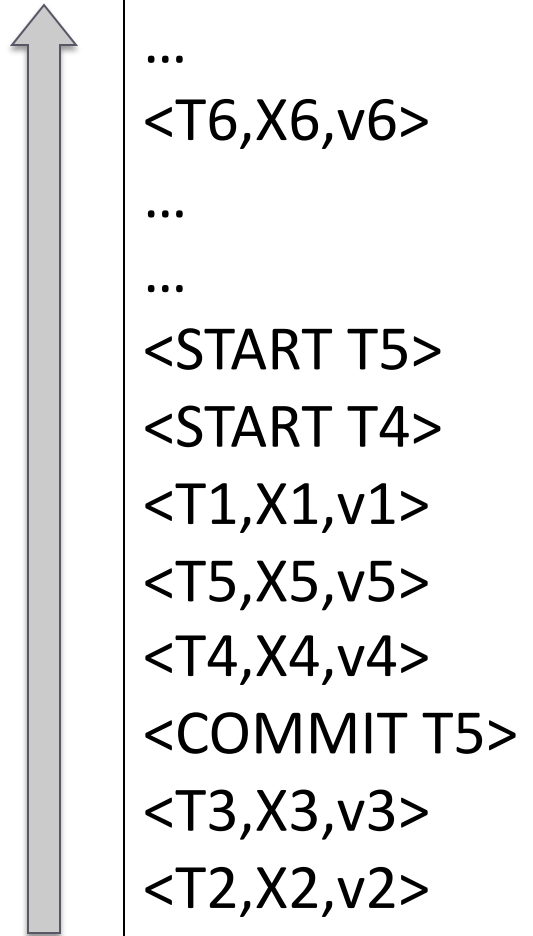 ...
<T6,X6,v6>
...
...
<START T5>
<START T4>
<T1,X1,v1>
<T5,X5,v5>
<T4,X4,v4>
<COMMIT T5>
<T3,X3,v3>
<T2,X2,v2>